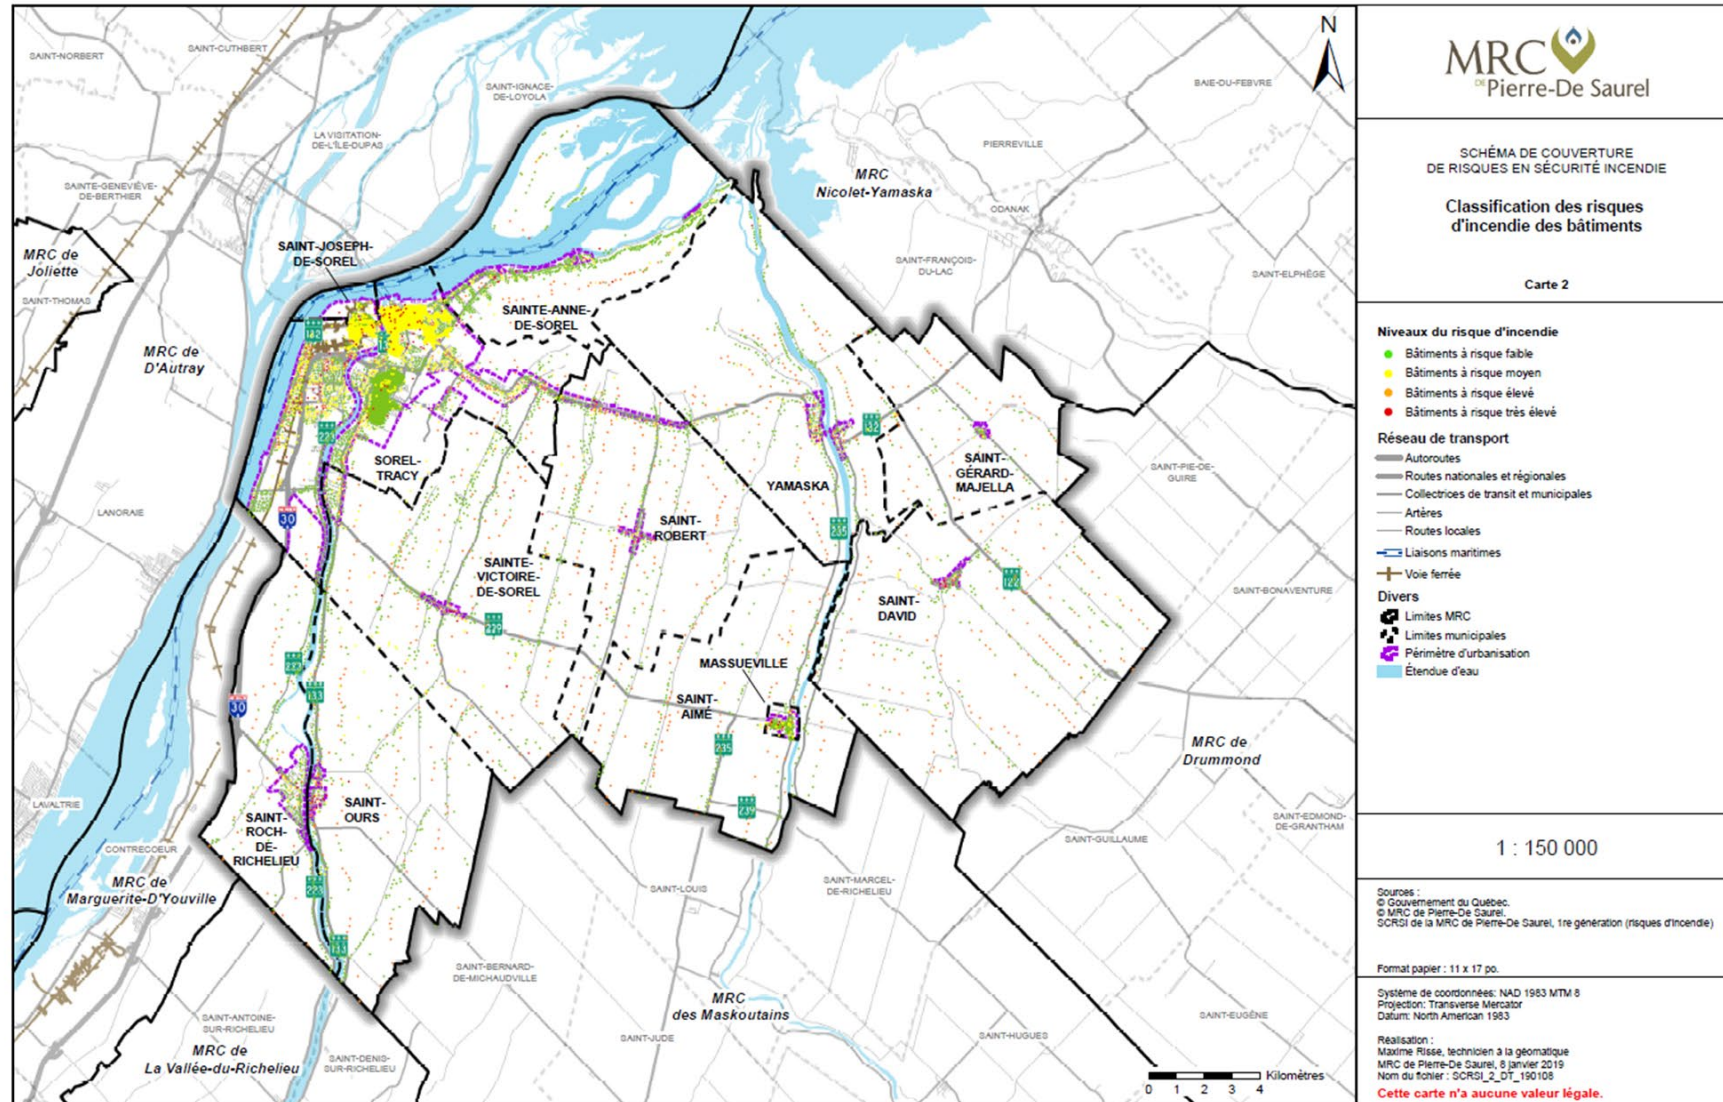 SAINT-NORBERT
SAINT-CUTHBERT
SAINT-IGNACE-
DE-LOYOLA
BAIE-DU-FEBVRE
N
LA VISITATION-
DE-L'ÎLE-DUPAS
PIERREVILLE
SAINTE-GENEVIÈVE-
DE-BERTHIER
MRC
Nicolet-Yamaska
ODANAK
MRC de
Joliette
SAINT-JOSEPH-
DE-SOREL
SAINT-FRANÇOIS-
DU-LAC
SAINT-ELPHÈGE
SAINT-THOMAS
SAINTE-ANNE-
DE-SOREL
MRC de
D'Autray
132
SOREL-
TRACY
YAMASKA
SAINT-
GÉRARD-
MAJELLA
SAINT-PIE-DE-
GUIRE
LANORAIE
30
SAINT-
ROBERT
235
SAINTE-
VICTOIRE-
DE-SOREL
SAINT-
DAVID
122
SAINT-BONAVENTURE
229
MASSUEVILLE
133
30
SAINT-
AIMÉ
235
MRC de
Drummond
LAVALTRIE
SAINT-
OURS
SAINT-
ROCH-
DE-
RICHELIEU
239
SAINT-EDMOND-
DE-GRANTHAM
CONTRECOEUR
SAINT-GUILLAUME
MRC de
Marguerite-D'Youville
223
SAINT-LOUIS
SAINT-MARCEL-
DE-RICHELIEU
133
SAINT-BERNARD-
DE-MICHAUDVILLE
MRC
des Maskoutains
SAINT-ANTOINE-
SUR-RICHELIEU
SAINT-JUDE
SAINT-HUGUES
SAINT-EUGÈNE
MRC de
La Vallée-du-Richelieu
SAINT-DENIS-
SUR-RICHELIEU
Kilomètres
0 1 2 3 4
MRC
DE Pierre-De Saurel
SCHÉMA DE COUVERTURE
DE RISQUES EN SÉCURITÉ INCENDIE
Classification des risques
d'incendie des bâtiments
Carte 2
Niveaux du risque d'incendie
Bâtiments à risque faible
Bâtiments à risque moyen
Bâtiments à risque élevé
Bâtiments à risque très élevé
Réseau de transport
Autoroutes
Routes nationales et régionales
Collectrices de transit et municipales
Artères
Routes locales
Liaisons maritimes
Voie ferrée
Divers
Limites MRC
Limites municipales
Périmètre d'urbanisation
Étendue d'eau
1 : 150 000
Sources :
© Gouvernement du Québec.
© MRC de Pierre-De Saurel.
SCRSI de la MRC de Pierre-De Saurel, 1re génération (risques d'incendie)
Format papier : 11 x 17 po.
Système de coordonnées: NAD 1983 MTM 8
Projection: Transverse Mercator
Datum: North American 1983
Réalisation :
Maxime Risse, technicien à la géomatique
MRC de Pierre-De Saurel, 8 janvier 2019
Nom du fichier : SCRSI_2_DT_190108
Cette carte n'a aucune valeur légale.